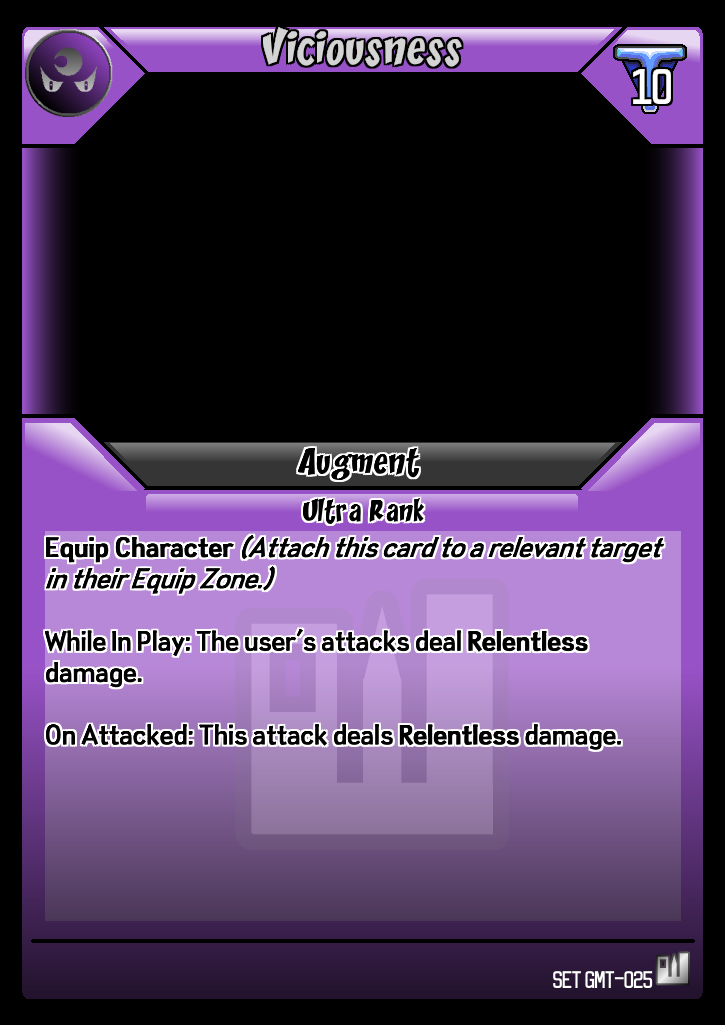 Viciousness
10
Augment
Ultra Rank
Equip Character (Attach this card to a relevant target
in their Equip Zone.)
While In Play: The user's attacks deal Relentless
damage.
On Attacked: This attack deals Relentless damage.
SET GMT-025